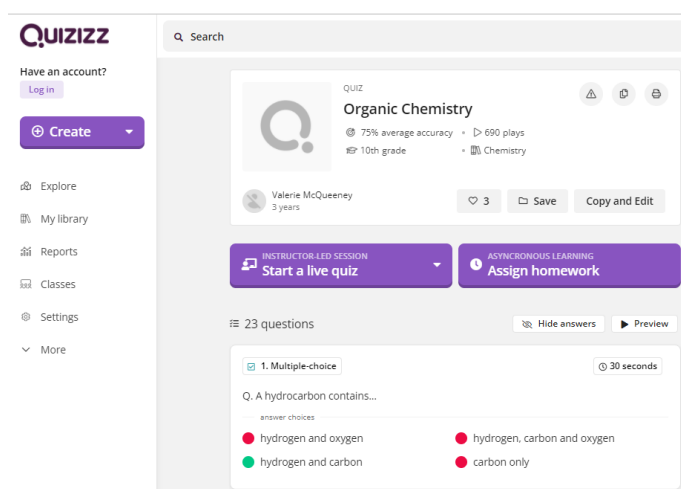 QUIZIZZ
Search
Have an account?
Log in
Create
Explore
My library
Reports
Classes
Settings
More
QUIZ
Organic Chemistry
75% average accuracy • 690 plays
10th grade • Chemistry
Valerie McQueeney
3 years
3 Save Copy and Edit
INSTRUCTOR-LED SESSION
Start a live quiz
ASYNCRONOUS LEARNING
Assign homework
23 questions
Hide answers Preview
1. Multiple-choice 30 seconds
Q. A hydrocarbon contains...
answer choices
hydrogen and oxygen hydrogen, carbon and oxygen
hydrogen and carbon carbon only